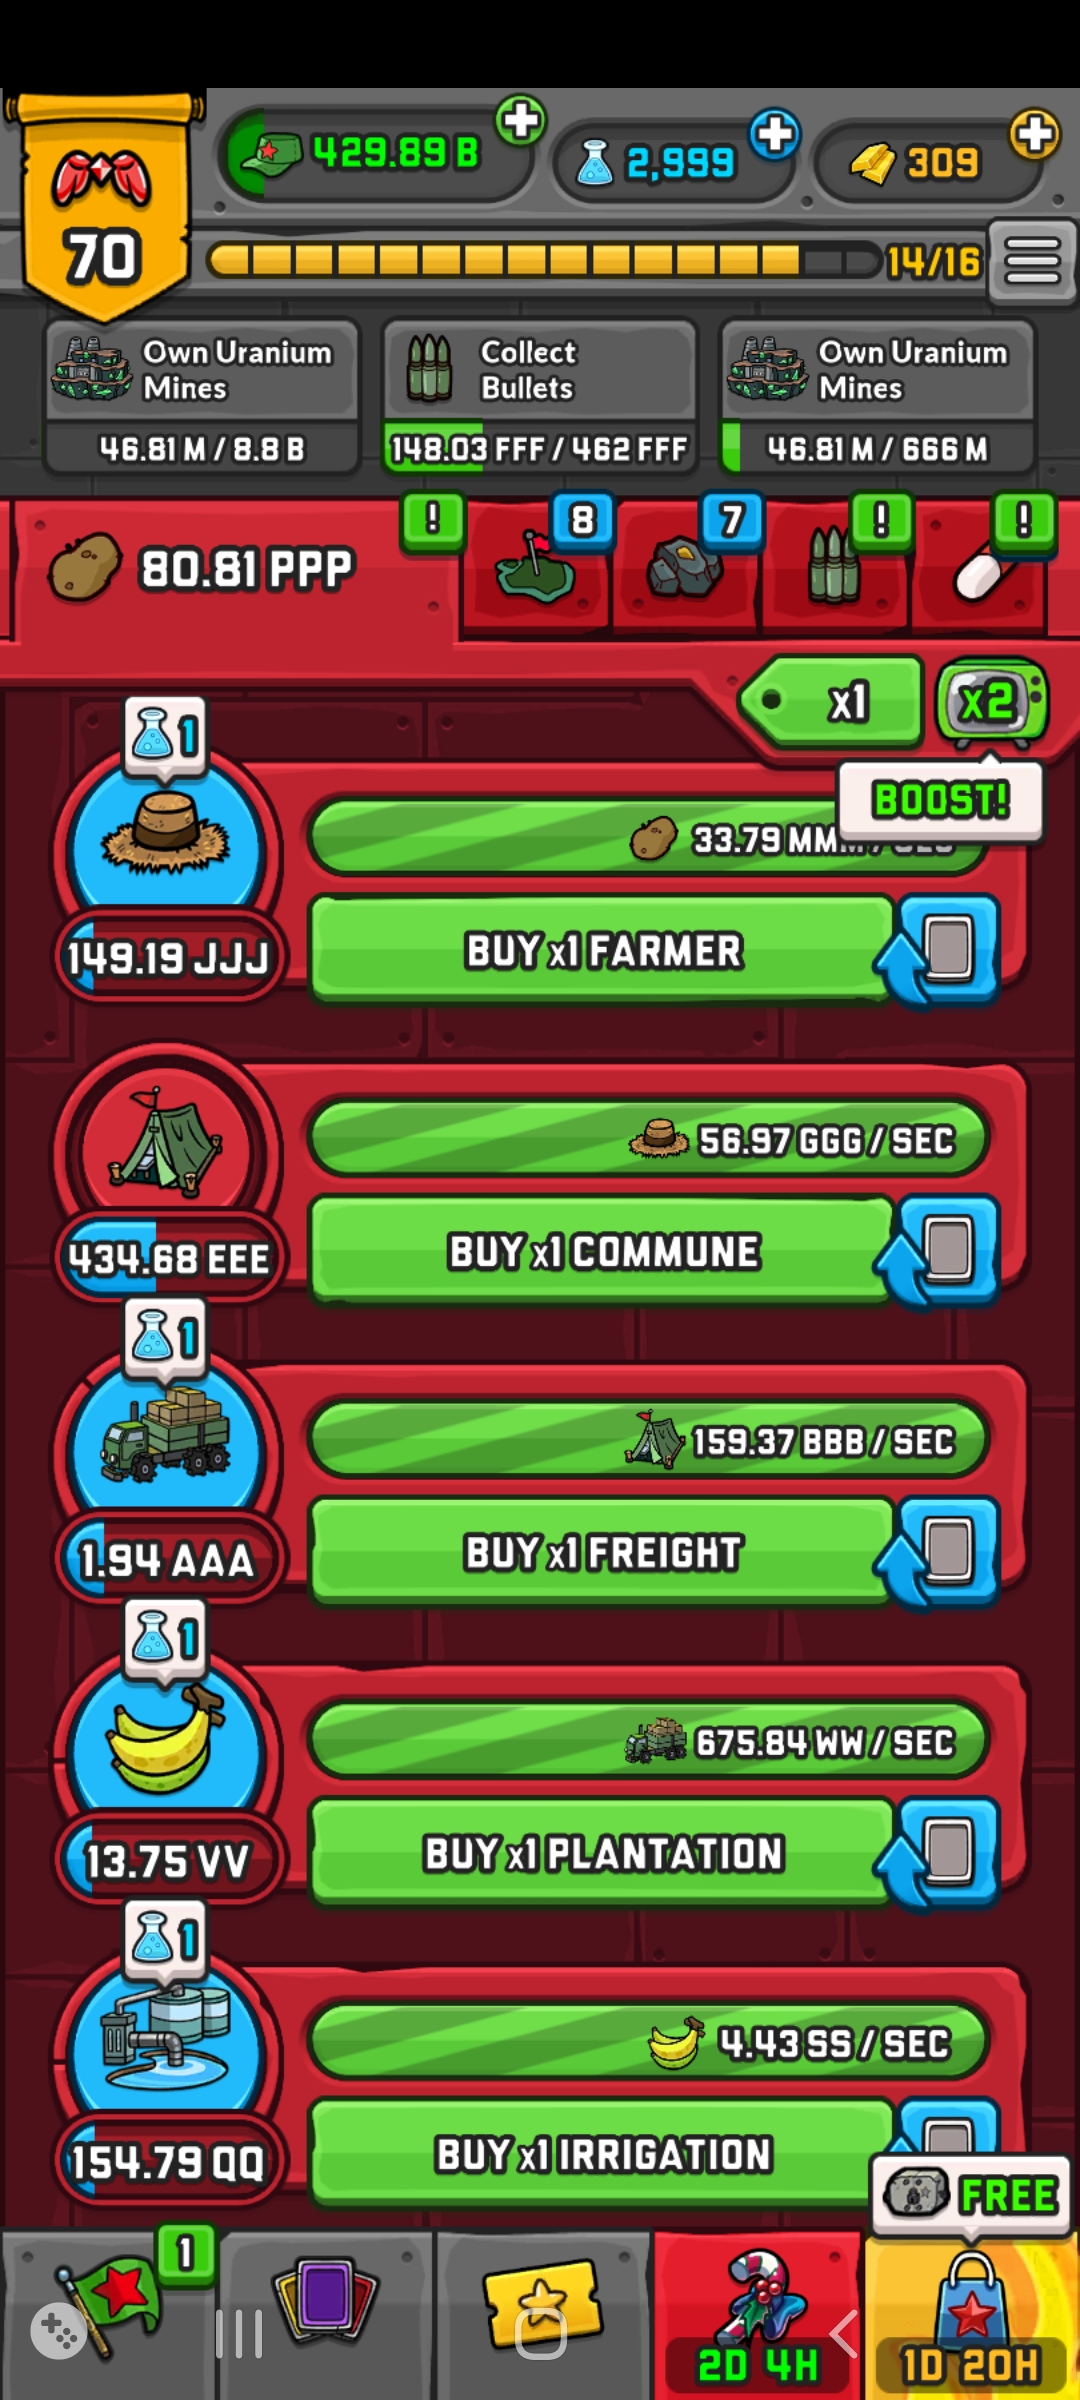 429.89 B
2,999
309
70
14/16
Own Uranium
Mines
46.81 M / 8.8 B
Collect
Bullets
148.03 FFF / 462 FFF
Own Uranium
Mines
46.81 M / 666 M
80.81 PPP
!
8
7
!
!
x1
x2
BOOST!
1
33.79
149.19 JJJ
BUY x1 FARMER
56.97 GGG / SEC
434.68 EEE
BUY x1 COMMUNE
1
159.37 BBB / SEC
1.94 AAA
BUY x1 FREIGHT
1
675.84 WW / SEC
13.75 VV
BUY x1 PLANTATION
1
4.43 SS / SEC
154.79 QQ
BUY x1 IRRIGATION
FREE
1
2D 4H
1D 20H